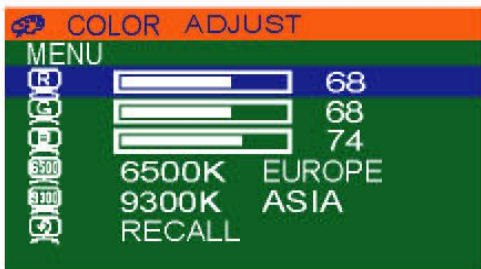 COLOR ADJUST
MENU
R 68
G 68
74
6500 6500K EUROPE
9300 9300K ASIA
RECALL